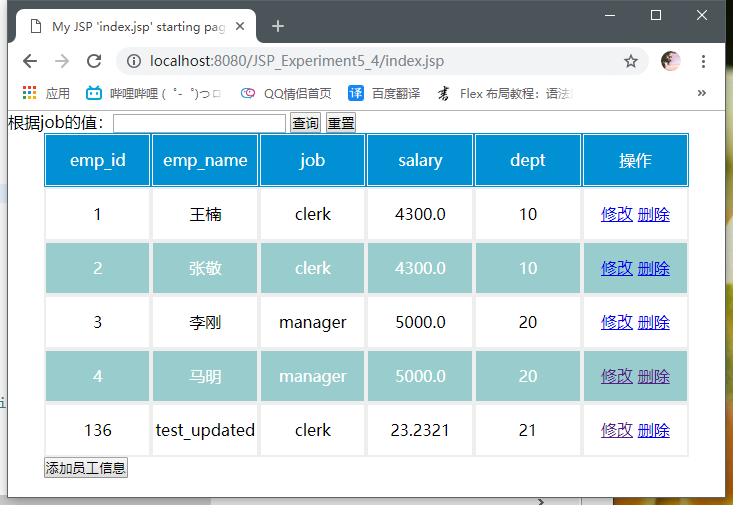 My JSP 'index.jsp' starting pag
localhost:8080/JSP_Experiment5_4/index.jsp
应用 哔哩哔哩 ( ゜- ゜)つロ QQ情侣首页 百度翻译 Flex 布局教程：语法
根据job的值： 查询 重置
emp_id emp_name job salary dept 操作
1 王楠 clerk 4300.0 10 修改 删除
2 张敬 clerk 4300.0 10 修改 删除
3 李刚 manager 5000.0 20 修改 删除
4 马明 manager 5000.0 20 修改 删除
136 test_updated clerk 23.2321 21 修改 删除
添加员工信息